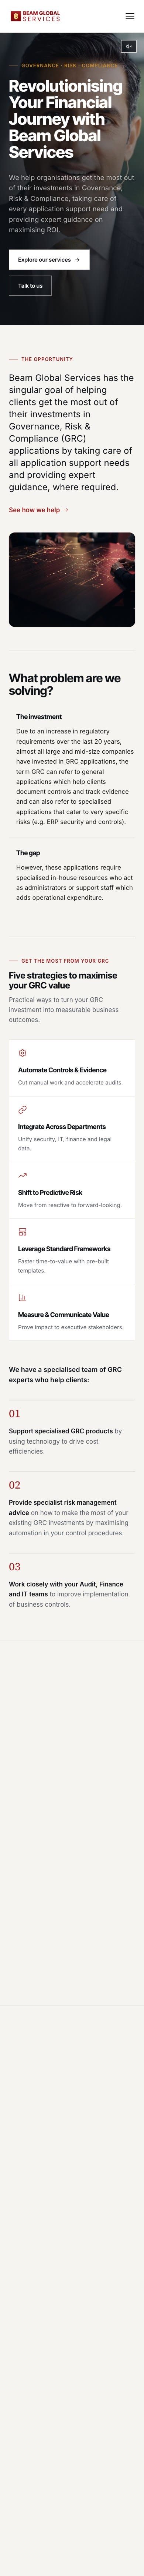 BEAM GLOBAL
SERVICES
GOVERNANCE · RISK · COMPLIANCE
Revolutionising
Your Financial
Journey with
Beam Global
Services
We help organisations get the most out
of their investments in Governance,
Risk & Compliance, taking care of
every application support need and
providing expert guidance on
maximising ROI.
Explore our services →
Talk to us
THE OPPORTUNITY
Beam Global Services has the
singular goal of helping
clients get the most out of
their investments in
Governance, Risk &
Compliance (GRC)
applications by taking care of
all application support needs
and providing expert
guidance, where required.
See how we help →
What problem are we
solving?
The investment
Due to an increase in regulatory
requirements over the last 20 years,
almost all large and mid-size companies
have invested in GRC applications, the
term GRC can refer to general
applications which help clients
document controls and track evidence
and can also refer to specialised
applications that cater to very specific
risks (e.g. ERP security and controls).
The gap
However, these applications require
specialised in-house resources who act
as administrators or support staff which
adds operational expenditure.
GET THE MOST FROM YOUR GRC
Five strategies to maximise
your GRC value
Practical ways to turn your GRC
investment into measurable business
outcomes.
Automate Controls & Evidence
Cut manual work and accelerate audits.
Integrate Across Departments
Unify security, IT, finance and legal
data.
Shift to Predictive Risk
Move from reactive to forward-looking.
Leverage Standard Frameworks
Faster time-to-value with pre-built
templates.
Measure & Communicate Value
Prove impact to executive stakeholders.
We have a specialised team of GRC
experts who help clients:
01
Support specialised GRC products by
using technology to drive cost
efficiencies.
02
Provide specialist risk management
advice on how to make the most of your
existing GRC investments by maximising
automation in your control procedures.
03
Work closely with your Audit, Finance
and IT teams to improve implementation
of business controls.